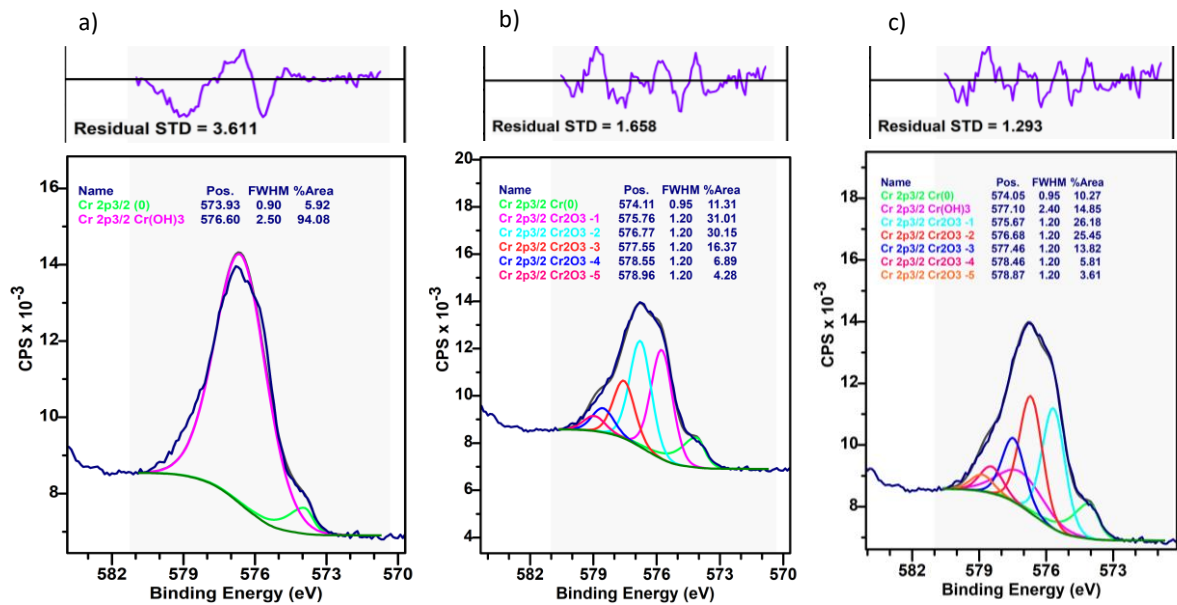 a)
Residual STD = 3.611
Name Pos. FWHM %Area
Cr 2p3/2 (0) 573.93 0.90 5.92
Cr 2p3/2 Cr(OH)3 576.60 2.50 94.08
16
14
12
10
8
CPS x 10⁻³
582 579 576 573 570
Binding Energy (eV)
b)
Residual STD = 1.658
Name Pos. FWHM %Area
Cr 2p3/2 Cr(0) 574.11 0.95 11.31
Cr 2p3/2 Cr2O3 -1 575.76 1.20 31.01
Cr 2p3/2 Cr2O3 -2 576.77 1.20 30.15
Cr 2p3/2 Cr2O3 -3 577.55 1.20 16.37
Cr 2p3/2 Cr2O3 -4 578.55 1.20 6.89
Cr 2p3/2 Cr2O3 -5 578.96 1.20 4.28
20
18
16
14
12
10
8
6
4
CPS x 10⁻³
582 579 576 573 570
Binding Energy (eV)
c)
Residual STD = 1.293
Name Pos. FWHM %Area
Cr 2p3/2 Cr(0) 574.05 0.95 10.27
Cr 2p3/2 Cr(OH)3 577.10 2.40 14.85
Cr 2p3/2 Cr2O3 -1 575.67 1.20 26.18
Cr 2p3/2 Cr2O3 -2 576.68 1.20 25.45
Cr 2p3/2 Cr2O3 -3 577.46 1.20 13.82
Cr 2p3/2 Cr2O3 -4 578.46 1.20 5.81
Cr 2p3/2 Cr2O3 -5 578.87 1.20 3.61
18
16
14
12
10
8
CPS x 10⁻³
582 579 576 573
Binding Energy (eV)